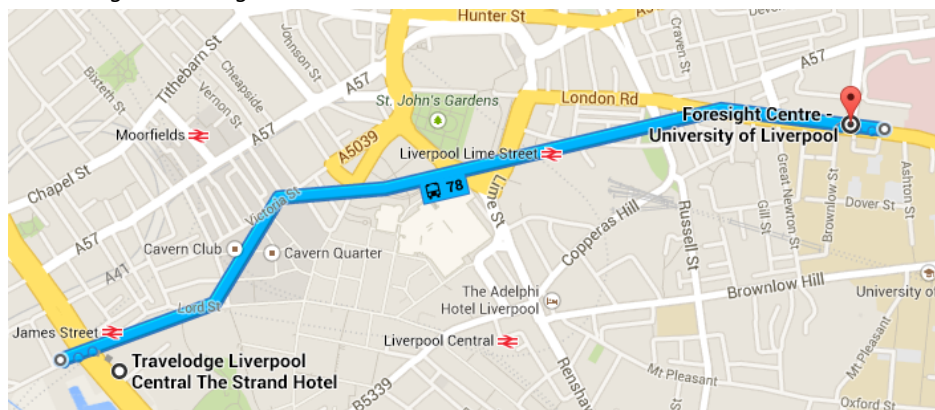 Hunter St
Johnson St
Craven St
Tithebarn St
Bixteth St
Cheapside
Vernon St
A57
A57
St. John's Gardens
London Rd
Foresight Centre -
University of Liverpool
Moorfields
A5039
Liverpool Lime Street
78
Chapel St
Lime St
Victoria St
Ashton St
Great Newton St
Brownlow St
Dover St
Gill St
Russell St
A57
Cavern Club
Cavern Quarter
Copperas Hill
A41
Brownlow Hill
The Adelphi
Hotel Liverpool
Lord St
James Street
Liverpool Central
Travelodge Liverpool
Central The Strand Hotel
Mt Pleasant
Mt Pleasant
B5339
Oxford St